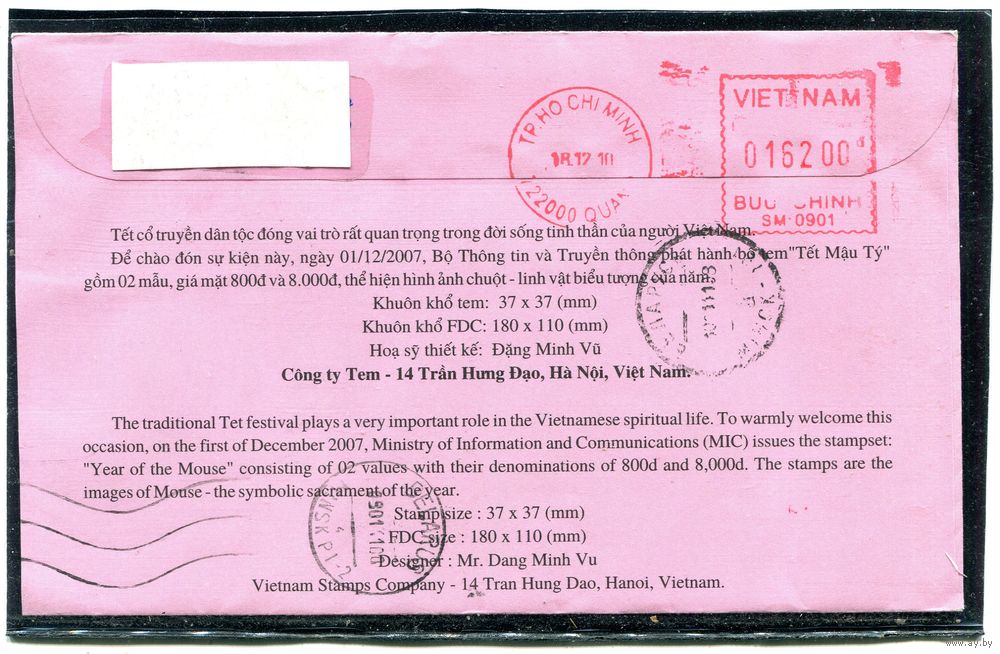 TP.HO CHI MINH
18.12.10
VIETNAM
016200đ
SM 0901
Tết cổ truyền dân tộc đóng vai trò rất quan trọng trong đời sống tinh thần của người Việt Nam.
Để chào đón sự kiện này, ngày 01/12/2007, Bộ Thông tin và Truyền thông phát hành bộ tem "Tết Mậu Tý"
gồm 02 mẫu, giá mặt 800đ và 8.000đ, thể hiện hình ảnh chuột - linh vật biểu tượng của năm.
Khuôn khổ tem: 37 x 37 (mm)
Khuôn khổ FDC: 180 x 110 (mm)
Hoạ sỹ thiết kế: Đặng Minh Vũ
Công ty Tem - 14 Trần Hưng Đạo, Hà Nội, Việt Nam.
The traditional Tet festival plays a very important role in the Vietnamese spiritual life. To warmly welcome this
occasion, on the first of December 2007, Ministry of Information and Communications (MIC) issues the stampset:
"Year of the Mouse" consisting of 02 values with their denominations of 800d and 8,000d. The stamps are the
images of Mouse - the symbolic sacrament of the year.
Stamp size : 37 x 37 (mm)
FDC size : 180 x 110 (mm)
Designer : Mr. Dang Minh Vu
Vietnam Stamps Company - 14 Tran Hung Dao, Hanoi, Vietnam.
BELARUS
www.ay.by